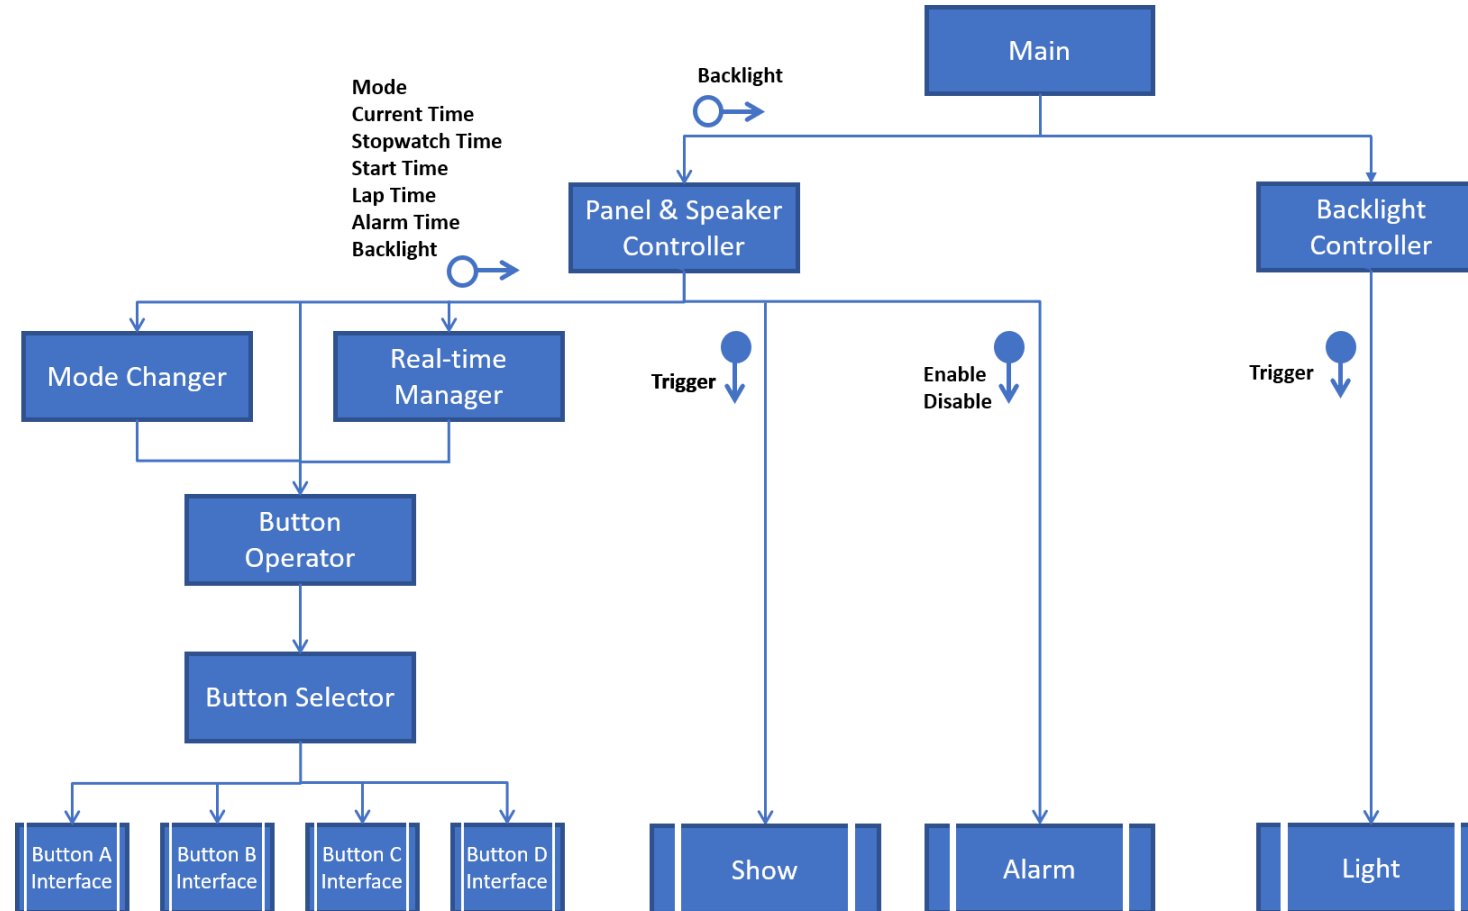 Main
Backlight
Mode
Current Time
Stopwatch Time
Start Time
Lap Time
Alarm Time
Backlight
Panel & Speaker
Controller
Backlight
Controller
Mode Changer
Real-time
Manager
Trigger
Enable
Disable
Trigger
Button
Operator
Button Selector
Button A
Interface
Button B
Interface
Button C
Interface
Button D
Interface
Show
Alarm
Light